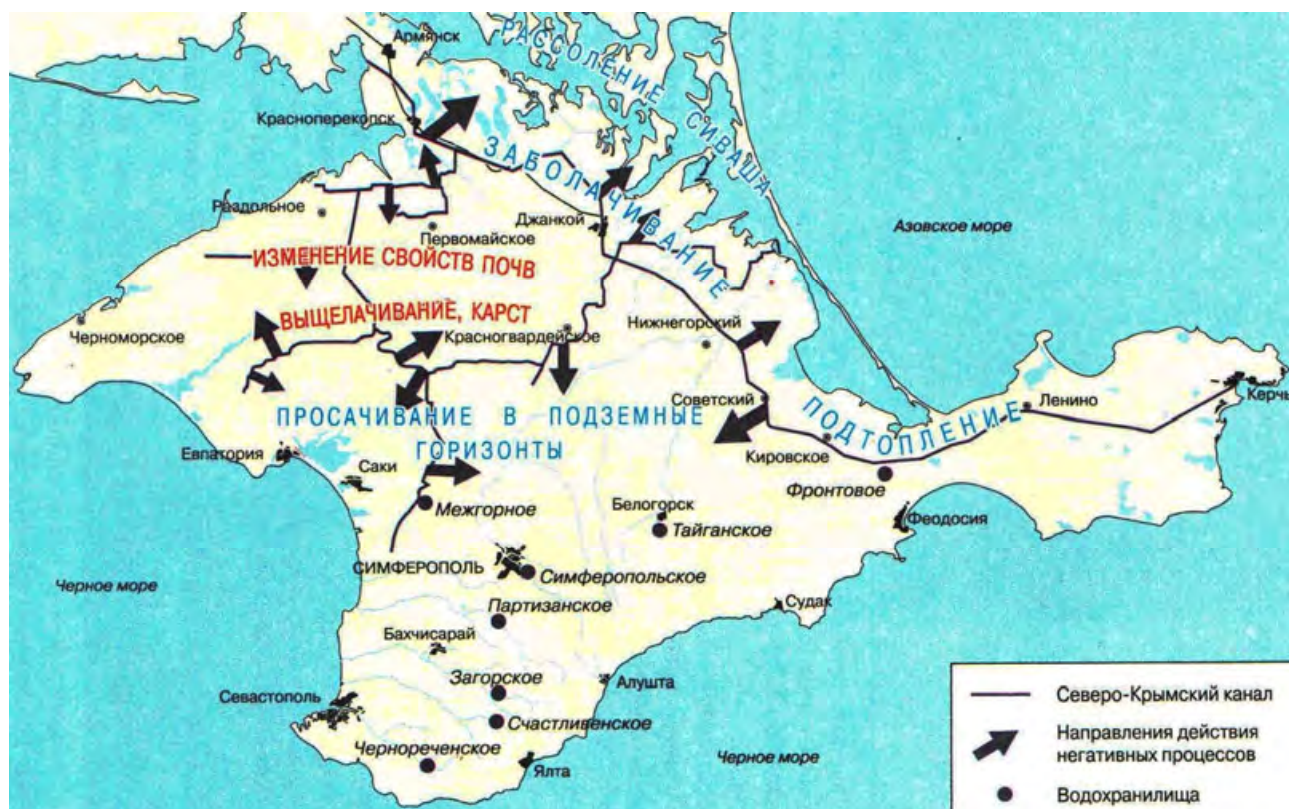 Армянск
РАССОЛЕНИЕ СИВАША
Красноперекопск
ЗАБОЛАЧИВАНИЕ
Раздольное
Джанкой
Первомайское
Азовское море
ИЗМЕНЕНИЕ СВОЙСТВ ПОЧВ
ВЫЩЕЛАЧИВАНИЕ, КАРСТ
Черноморское
Красногвардейское
Нижнегорский
Советский
ПОДТОПЛЕНИЕ
Ленино
Керчь
ПРОСАЧИВАНИЕ В ПОДЗЕМНЫЕ
ГОРИЗОНТЫ
Евпатория
Саки
Кировское
Фронтовое
Межгорное
Белогорск
Тайганское
Феодосия
СИМФЕРОПОЛЬ
Симферопольское
Черное море
Партизанское
Судак
Бахчисарай
Загорское
Алушта
Севастополь
Счастливенское
Чернореченское
Ялта
Черное море
Северо-Крымский канал
Направления действия
негативных процессов
Водохранилища